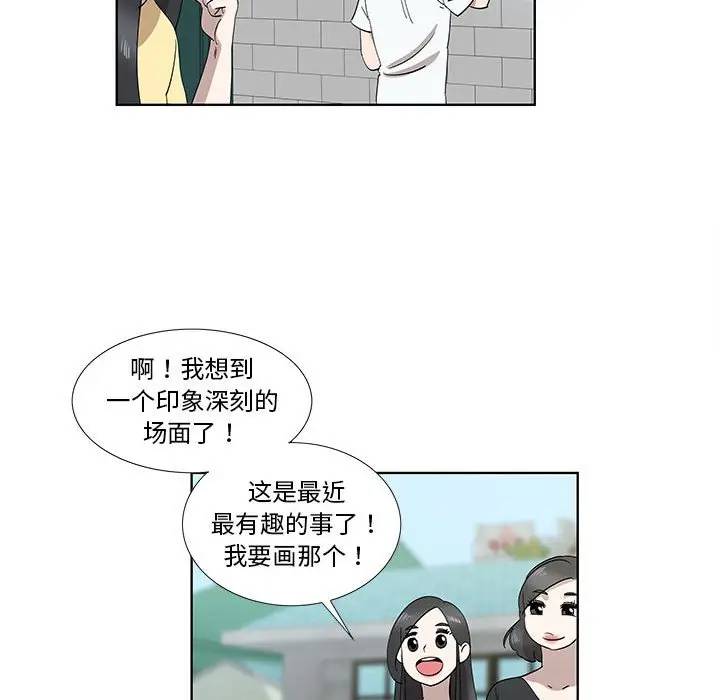 啊！我想到
一个印象深刻的
场面了！
这是最近
最有趣的事了！
我要画那个！